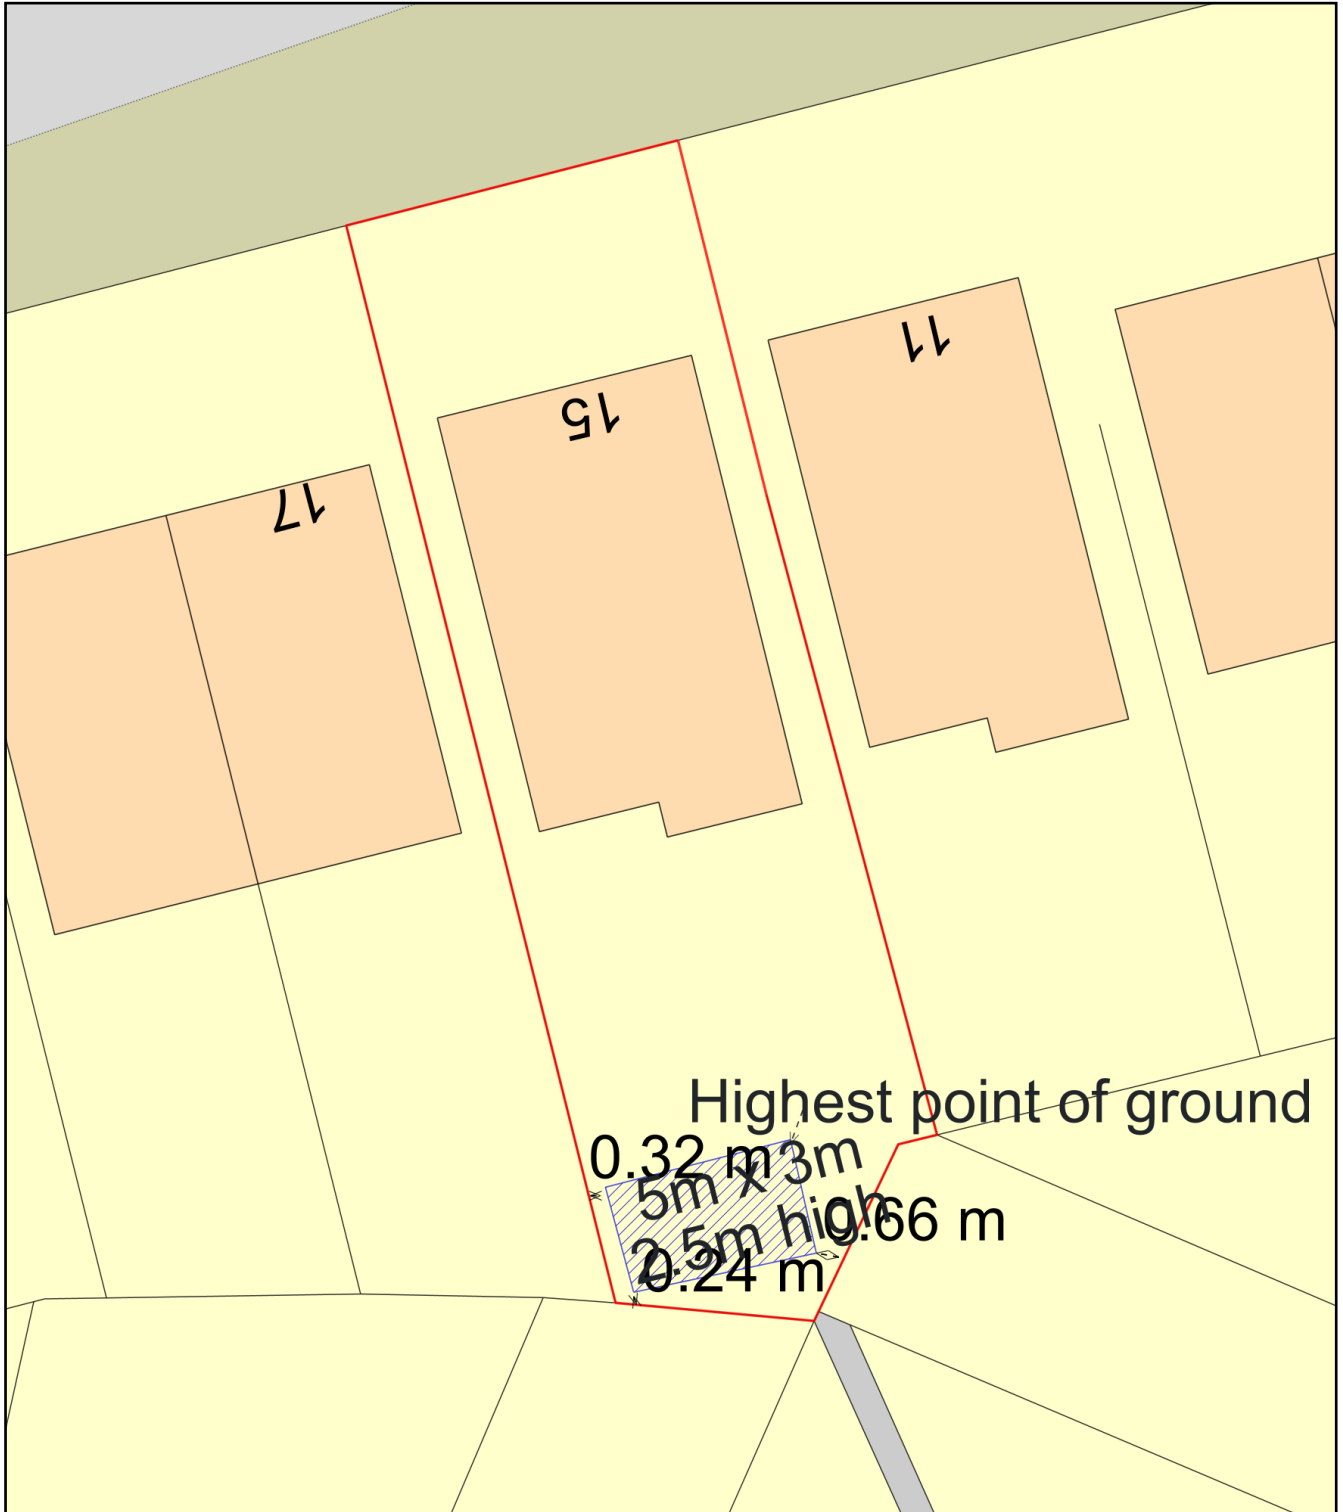 11
15
17
Highest point of ground
0.32 m
5m x 3m
2.5m high
0.66 m
0.24 m